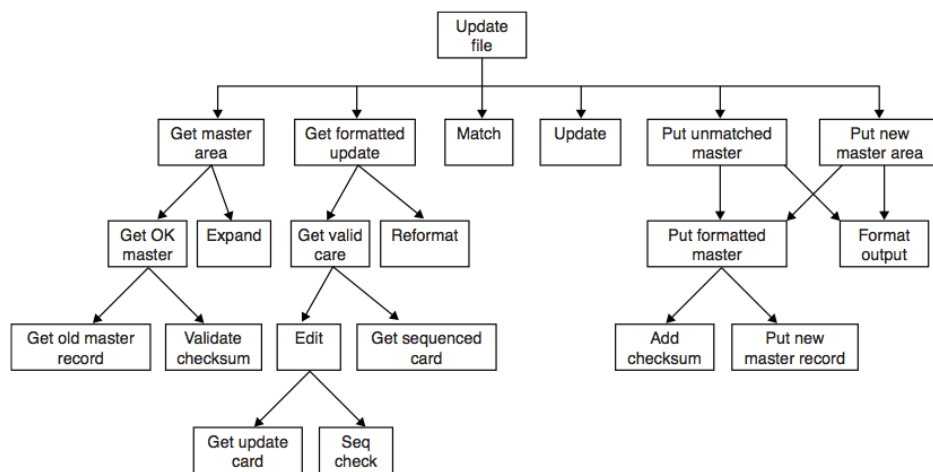 Update
file
Get master
area
Get formatted
update
Match
Update
Put unmatched
master
Put new
master area
Get OK
master
Expand
Get valid
care
Reformat
Put formatted
master
Format
output
Get old master
record
Validate
checksum
Edit
Get sequenced
card
Add
checksum
Put new
master record
Get update
card
Seq
check